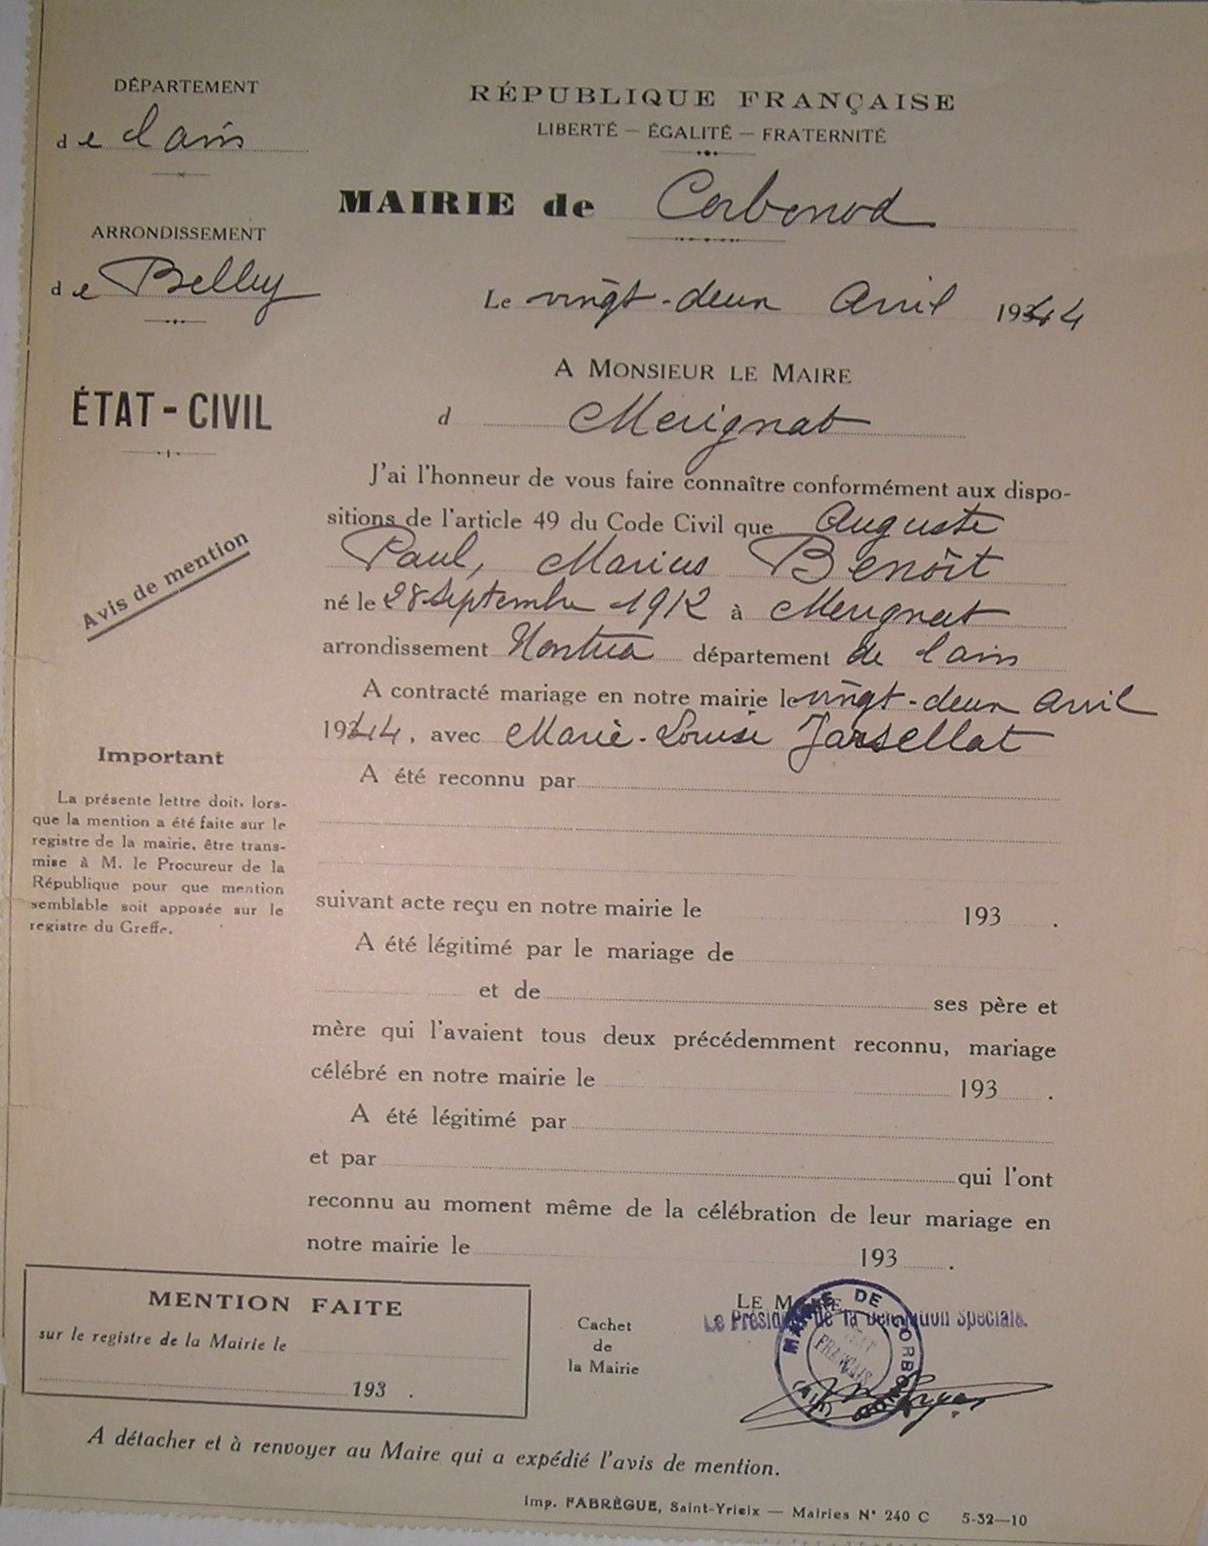 DÉPARTEMENT
de l'ain
ARRONDISSEMENT
de Belley
ÉTAT-CIVIL
Avis de mention
Important
La présente lettre doit, lors-
que la mention a été faite sur le
registre de la mairie, être trans-
mise à M. le Procureur de la
République pour que mention
semblable soit apposée sur le
registre du Greffe.
RÉPUBLIQUE FRANÇAISE
LIBERTÉ — ÉGALITÉ — FRATERNITÉ
MAIRIE de Corbonod
Le vingt-deux Avril 1944
A MONSIEUR LE MAIRE
d Merignat
J'ai l'honneur de vous faire connaître conformément aux dispo-
sitions de l'article 49 du Code Civil que Auguste
Paul, Marius Benoît
né le 28 Septembre 1912 à Merignat
arrondissement Nantua département de l'ain
A contracté mariage en notre mairie le vingt-deux Avril
1944, avec Marie-Louise Jarsellat
A été reconnu par
suivant acte reçu en notre mairie le 193 .
A été légitimé par le mariage de
et de ses père et
mère qui l'avaient tous deux précédemment reconnu, mariage
célébré en notre mairie le 193 .
A été légitimé par
et par qui l'ont
reconnu au moment même de la célébration de leur mariage en
notre mairie le 193 .
MENTION FAITE
sur le registre de la Mairie le
193 .
Cachet
de
la Mairie
LE MAIRE
Le Président de la Délégation Spéciale.
MAIRIE DE CORBONOD
(AIN)
ETAT
FRANÇAIS
A détacher et à renvoyer au Maire qui a expédié l'avis de mention.
Imp. FABRÈGUE, Saint-Yrieix — Mairies N° 240 C 5-32—10